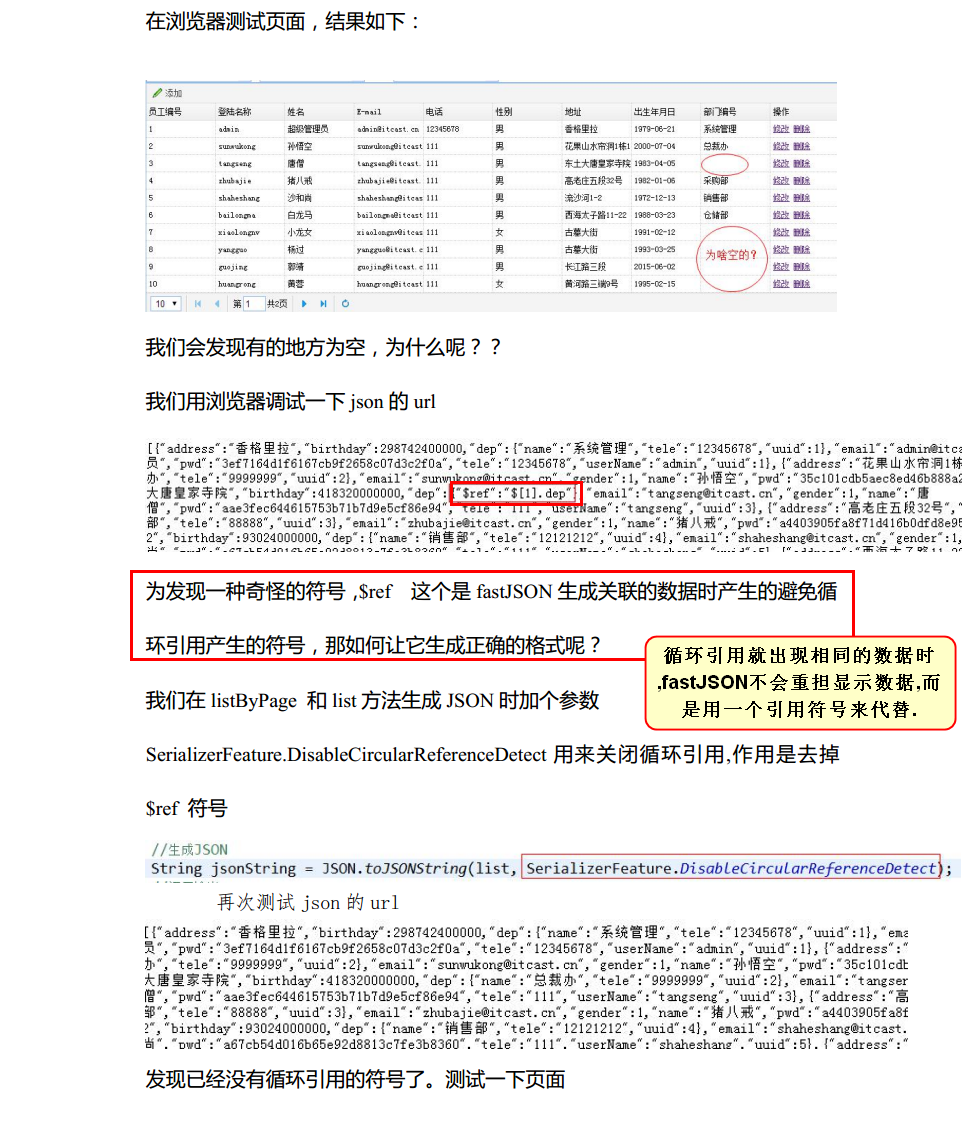 在浏览器测试页面，结果如下：
添加
员工编号 登陆名称 姓名 E-mail 电话 性别 地址 出生年月日 部门编号 操作
1 admin 超级管理员 admin@itcast.cn 12345678 男 香格里拉 1979-06-21 系统管理 修改 删除
2 sunwukong 孙悟空 sunwukong@itcast 111 男 花果山水帘洞1栋1 2000-07-04 总裁办 修改 删除
3 tangseng 唐僧 tangseng@itcast. 111 男 东土大唐皇家寺院 1983-04-05 修改 删除
4 zhubajie 猪八戒 zhubajie@itcast. 111 男 高老庄五段32号 1982-01-06 采购部 修改 删除
5 shaheshang 沙和尚 shaheshang@itcas 111 男 流沙河1-2 1972-12-13 销售部 修改 删除
6 bailongma 白龙马 bailongma@itcast 111 男 西海太子路11-22 1988-03-23 仓储部 修改 删除
7 xiaolongnv 小龙女 xiaolongnv@itcas 111 女 古墓大街 1991-02-12 修改 删除
8 yangguo 杨过 yangguo@itcast.c 111 男 古墓大街 1993-03-25 为啥空的？ 修改 删除
9 guojing 郭靖 guojing@itcast.c 111 男 长江路三段 2015-06-02 修改 删除
10 huangrong 黄蓉 huangrong@itcast 111 女 黄河路三端9号 1995-02-15 修改 删除
10 第 1 共2页
我们会发现有的地方为空，为什么呢？？
我们用浏览器调试一下 json 的 url
[{"address":"香格里拉","birthday":298742400000,"dep":{"name":"系统管理","tele":"12345678","uuid":1},"email":"admin@itca
员","pwd":"3ef7164d1f6167cb9f2658c07d3c2f0a","tele":"12345678","userName":"admin","uuid":1},{"address":"花果山水帘洞1栋
办","tele":"9999999","uuid":2},"email":"sunwukong@itcast.cn","gender":1,"name":"孙悟空","pwd":"35c101cdb5aec8ed46b888a2
大唐皇家寺院","birthday":418320000000,"dep":{"$ref":"$[1].dep"},"email":"tangseng@itcast.cn","gender":1,"name":"唐
僧","pwd":"aae3fec644615753b71b7d9e5cf86e94","tele":"111","userName":"tangseng","uuid":3},{"address":"高老庄五段32号","
部","tele":"88888","uuid":3},"email":"zhubajie@itcast.cn","gender":1,"name":"猪八戒","pwd":"a4403905fa8f71d416b0dfd8e95
2","birthday":93024000000,"dep":{"name":"销售部","tele":"12121212","uuid":4},"email":"shaheshang@itcast.cn","gender":1,
为发现一种奇怪的符号 ,$ref 这个是 fastJSON 生成关联的数据时产生的避免循
环引用产生的符号，那如何让它生成正确的格式呢？
循环引用就出现相同的数据时
,fastJSON不会重担显示数据,而
是用一个引用符号来代替.
我们在 listByPage 和 list 方法生成 JSON 时加个参数
SerializerFeature.DisableCircularReferenceDetect 用来关闭循环引用,作用是去掉
$ref 符号
//生成JSON
String jsonString = JSON.toJSONString(list, SerializerFeature.DisableCircularReferenceDetect);
再次测试 json 的 url
[{"address":"香格里拉","birthday":298742400000,"dep":{"name":"系统管理","tele":"12345678","uuid":1},"ema
员","pwd":"3ef7164d1f6167cb9f2658c07d3c2f0a","tele":"12345678","userName":"admin","uuid":1},{"address":"
办","tele":"9999999","uuid":2},"email":"sunwukong@itcast.cn","gender":1,"name":"孙悟空","pwd":"35c101cdb
大唐皇家寺院","birthday":418320000000,"dep":{"name":"总裁办","tele":"9999999","uuid":2},"email":"tangser
僧","pwd":"aae3fec644615753b71b7d9e5cf86e94","tele":"111","userName":"tangseng","uuid":3},{"address":"高
部","tele":"88888","uuid":3},"email":"zhubajie@itcast.cn","gender":1,"name":"猪八戒","pwd":"a4403905fa8f
2","birthday":93024000000,"dep":{"name":"销售部","tele":"12121212","uuid":4},"email":"shaheshang@itcast.
尚","pwd":"a67cb54d016b65e92d8813c7fe3b8360","tele":"111","userName":"shaheshang","uuid":5},{"address":"
发现已经没有循环引用的符号了。测试一下页面